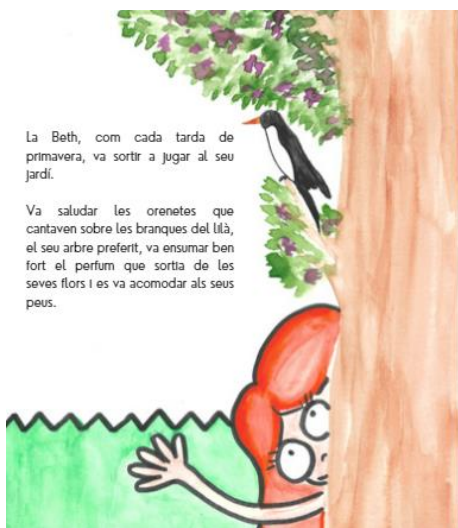 La Beth, com cada tarda de
primavera, va sortir a jugar al seu
jardí.
Va saludar les orenetes que
cantaven sobre les branques del lilà,
el seu arbre preferit, va ensumar ben
fort el perfum que sortia de les
seves flors i es va acomodar als seus
peus.